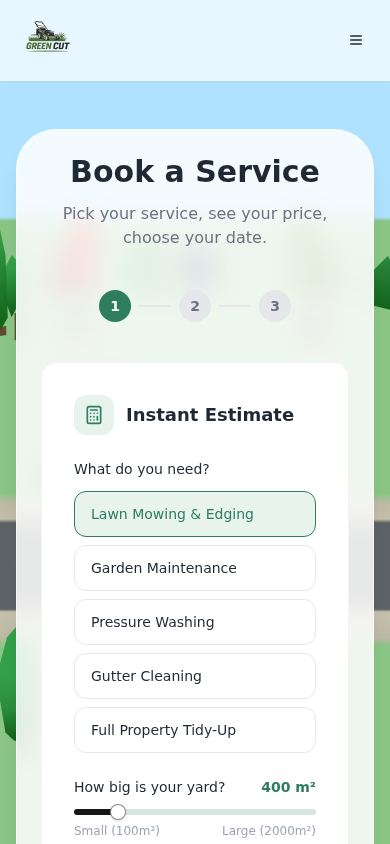 GREEN CUT
Book a Service
Pick your service, see your price,
choose your date.
1 2 3
Instant Estimate
What do you need?
Lawn Mowing & Edging
Garden Maintenance
Pressure Washing
Gutter Cleaning
Full Property Tidy-Up
How big is your yard? 400 m²
Small (100m²) Large (2000m²)